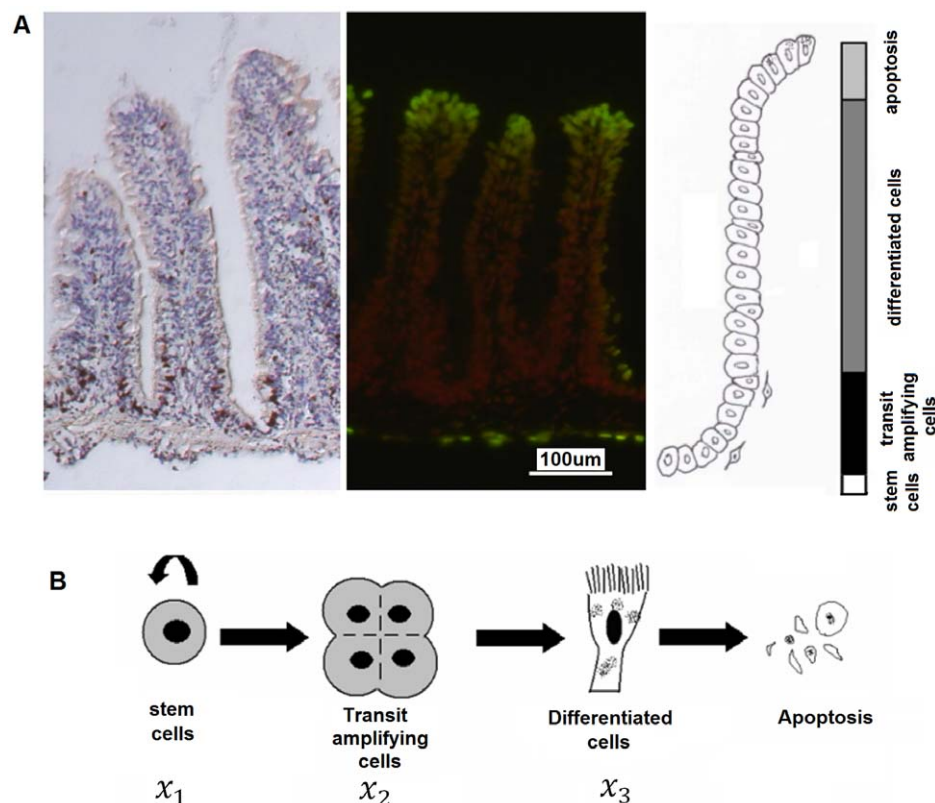 A
100um
apoptosis
differentiated cells
transit
amplifying
cells
stem
cells
B
stem
cells
Transit
amplifying
cells
Differentiated
cells
Apoptosis
x₁
x₂
x₃